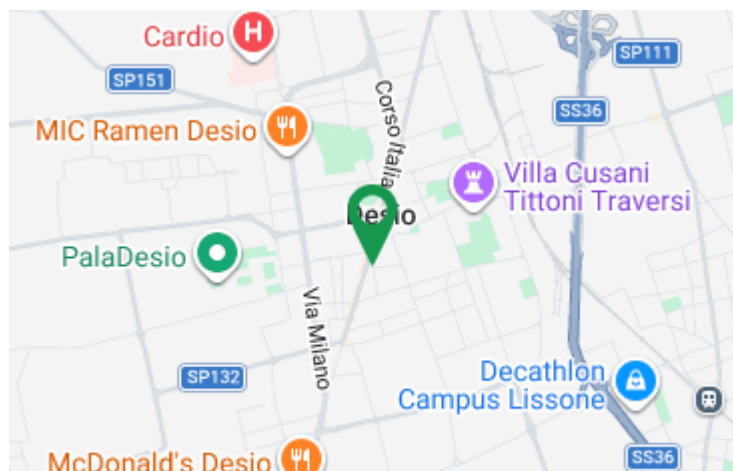 Cardio
H
SP111
SP151
SS36
Corso Italia
MIC Ramen Desio
Villa Cusani
Tittoni Traversi
Desio
PalaDesio
Via Milano
SP132
Decathlon
Campus Lissone
McDonald's Desio
SS36